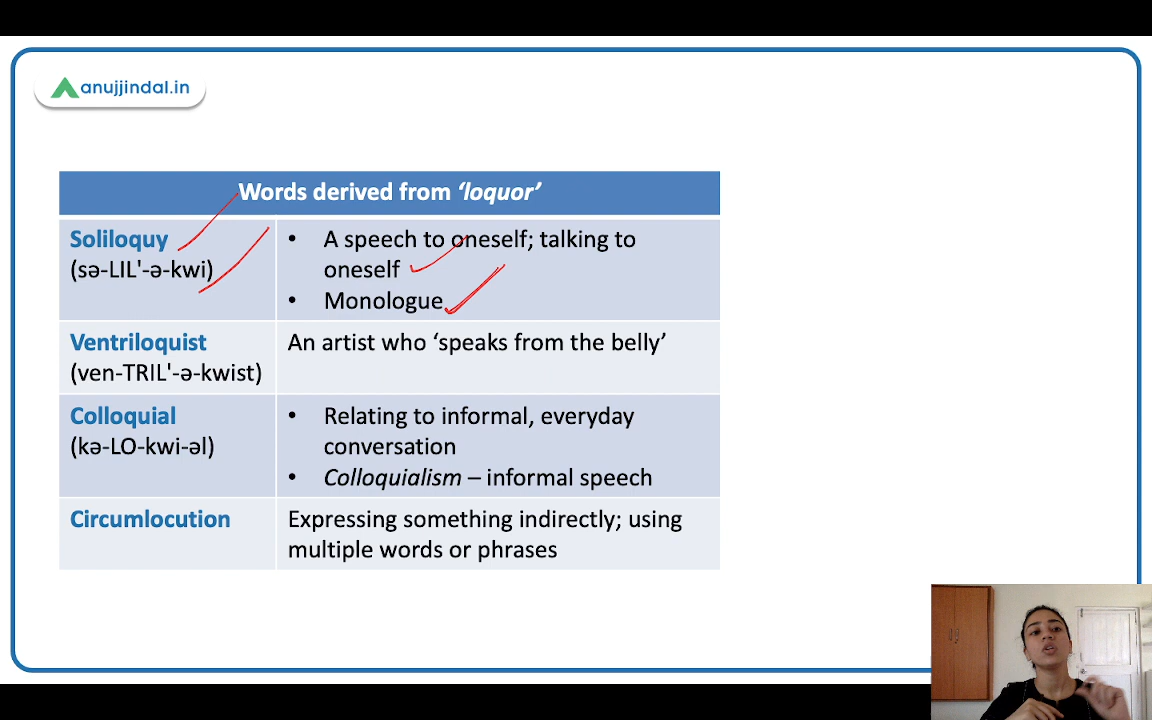 anujjindal.in
Words derived from ‘loquor’
Soliloquy
(sə-LIL'-ə-kwi)
• A speech to oneself; talking to
oneself
• Monologue
Ventriloquist
(ven-TRIL'-ə-kwist)
An artist who ‘speaks from the belly’
Colloquial
(kə-LO-kwi-əl)
• Relating to informal, everyday
conversation
• Colloquialism – informal speech
Circumlocution
Expressing something indirectly; using
multiple words or phrases